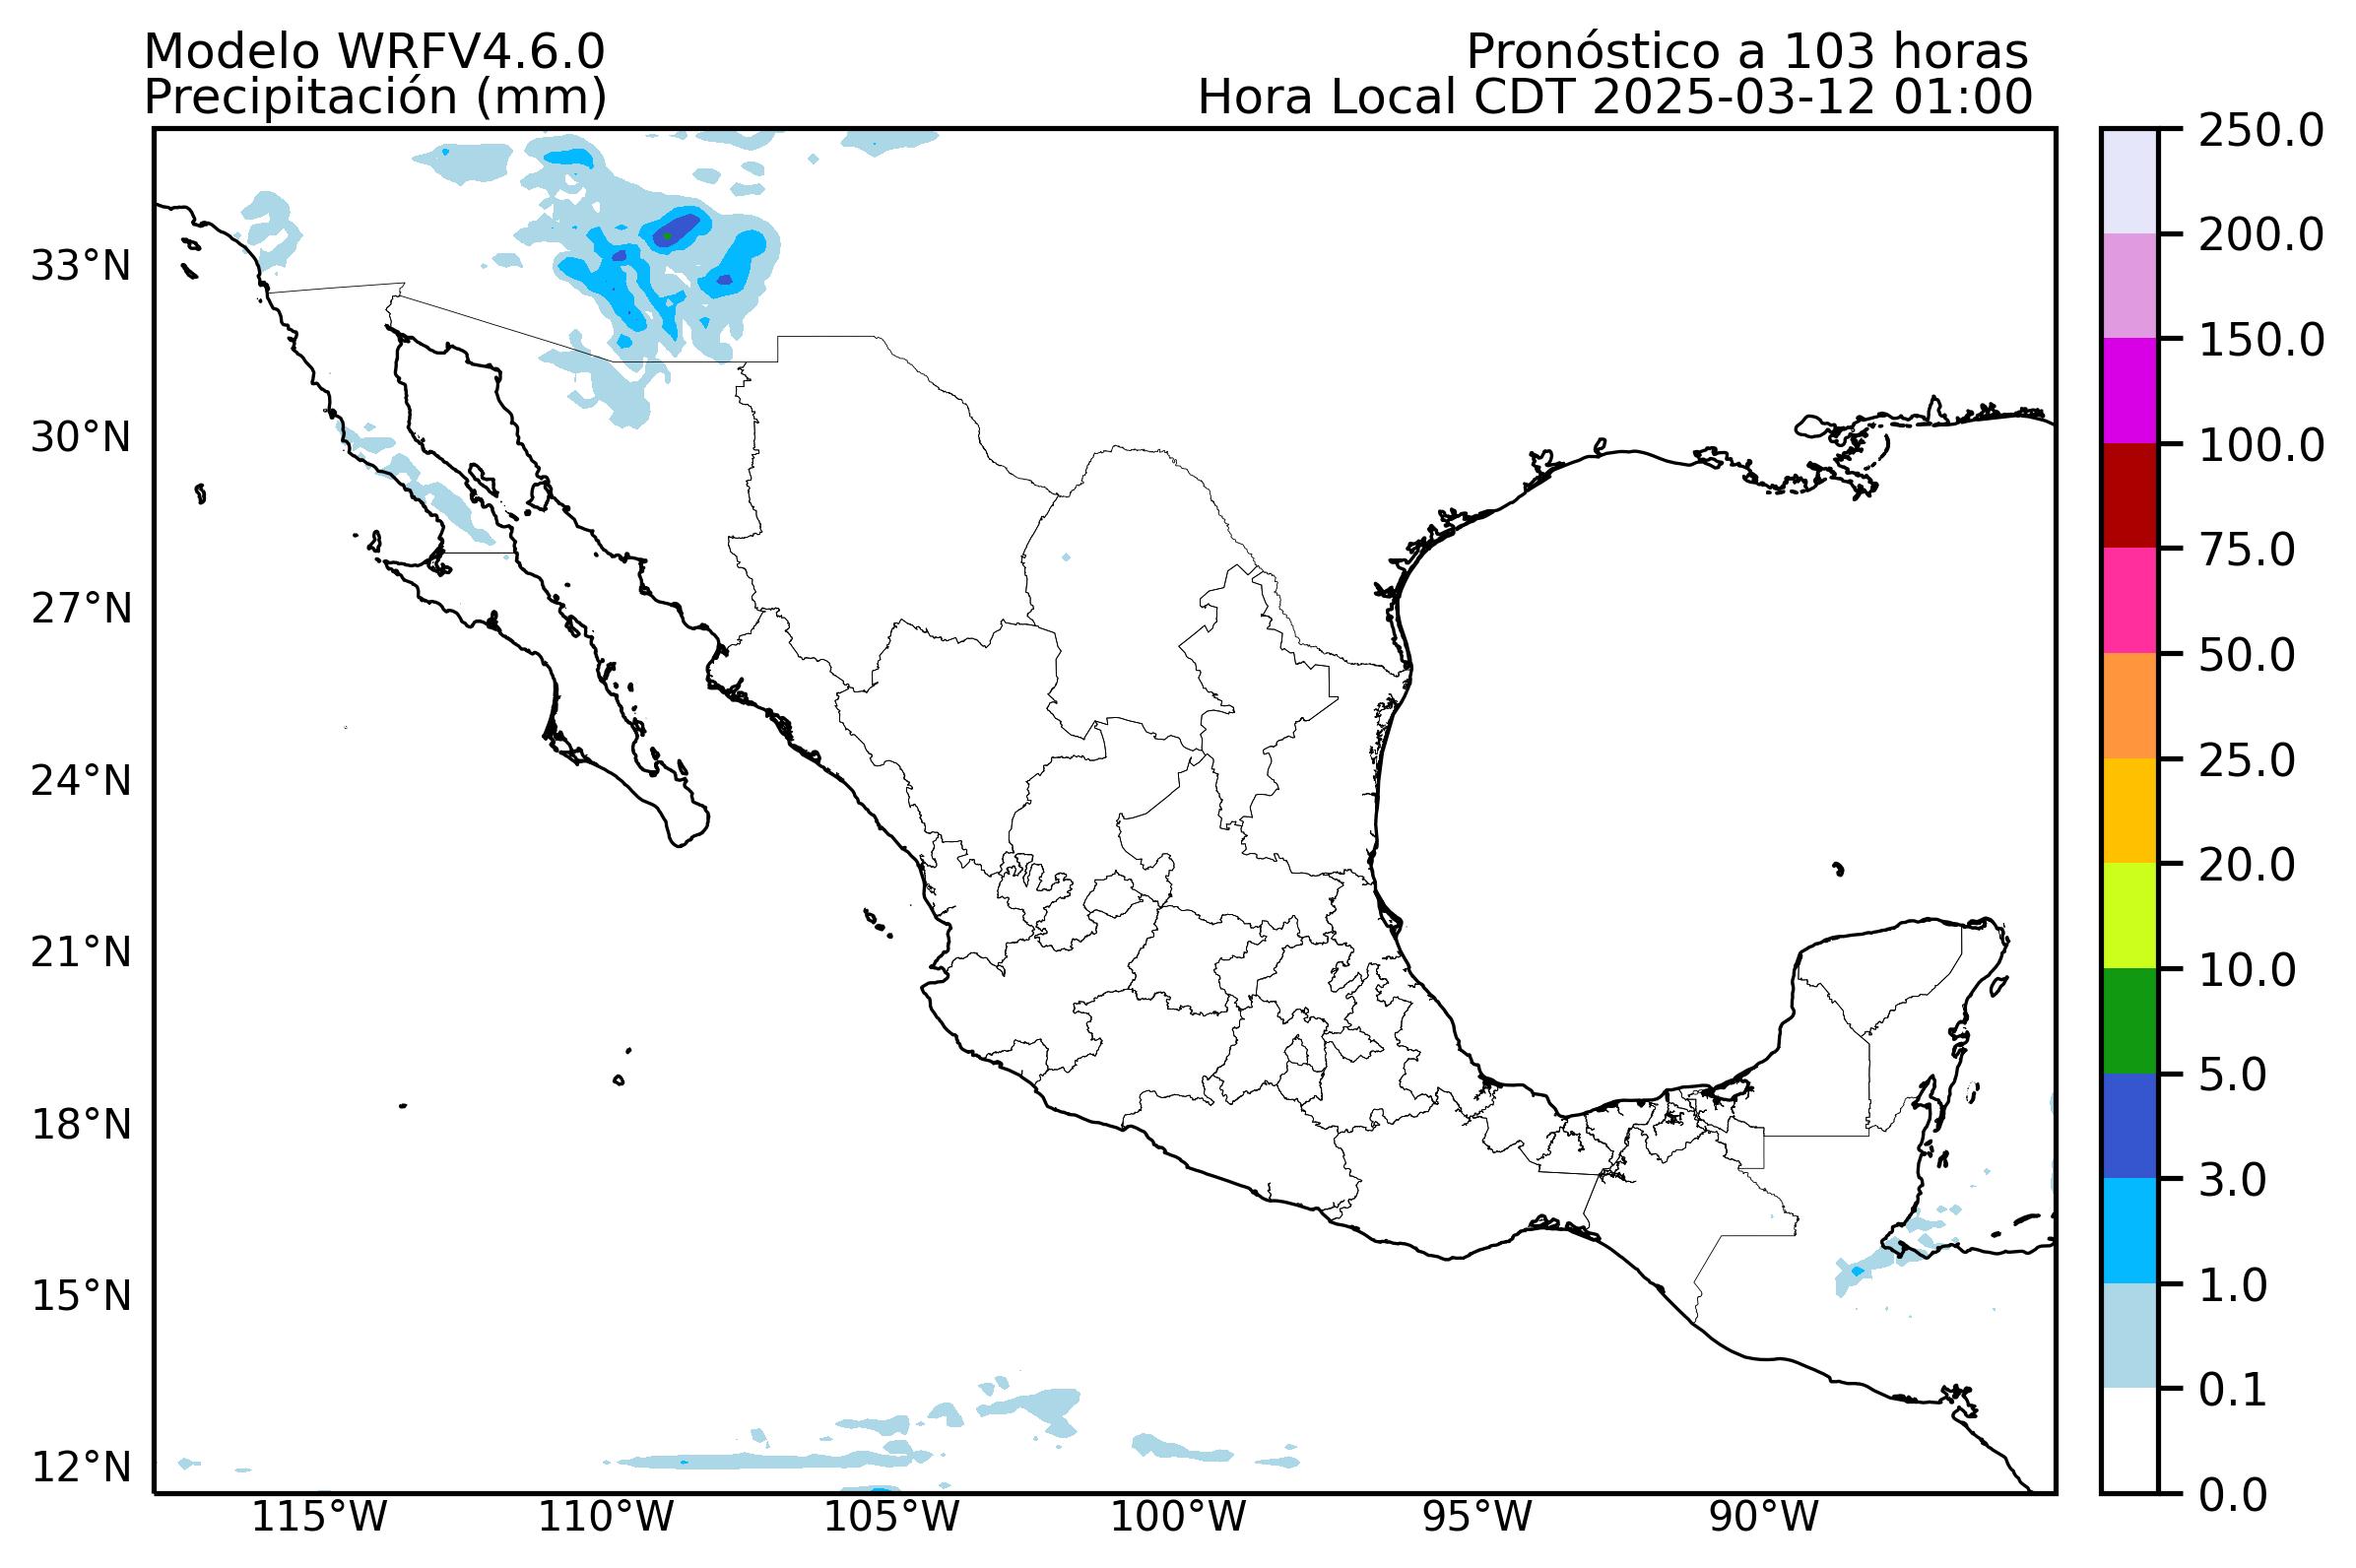 Modelo WRFV4.6.0
Precipitación (mm)
Pronóstico a 103 horas
Hora Local CDT 2025-03-12 01:00
33°N
30°N
27°N
24°N
21°N
18°N
15°N
12°N
115°W
110°W
105°W
100°W
95°W
90°W
250.0
200.0
150.0
100.0
75.0
50.0
25.0
20.0
10.0
5.0
3.0
1.0
0.1
0.0